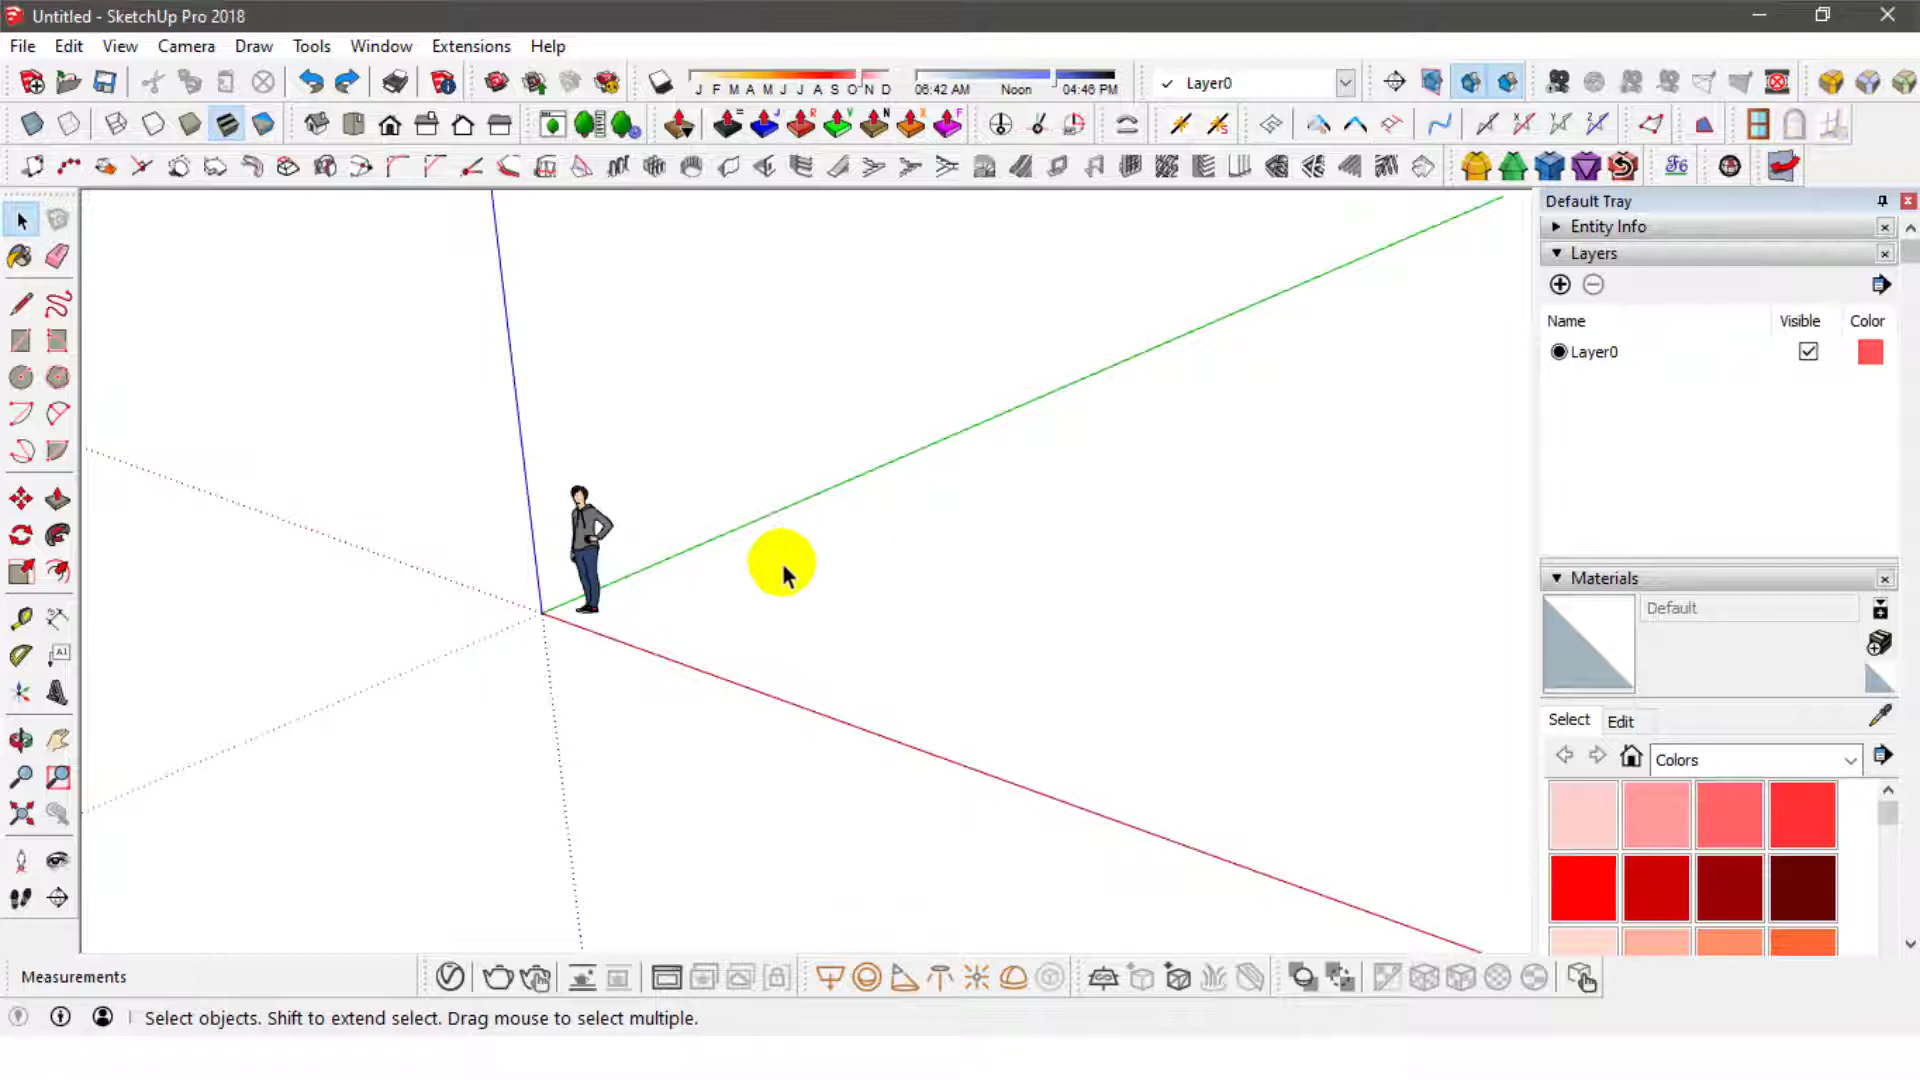 Untitled - SketchUp Pro 2018
File Edit View Camera Draw Tools Window Extensions Help
J F M A M J J A S O N D 06:42 AM Noon 04:46 PM Layer0
Default Tray
Entity Info
Layers
Name Visible Color
Layer0
Materials
Default
Select Edit
Colors
Measurements
Select objects. Shift to extend select. Drag mouse to select multiple.